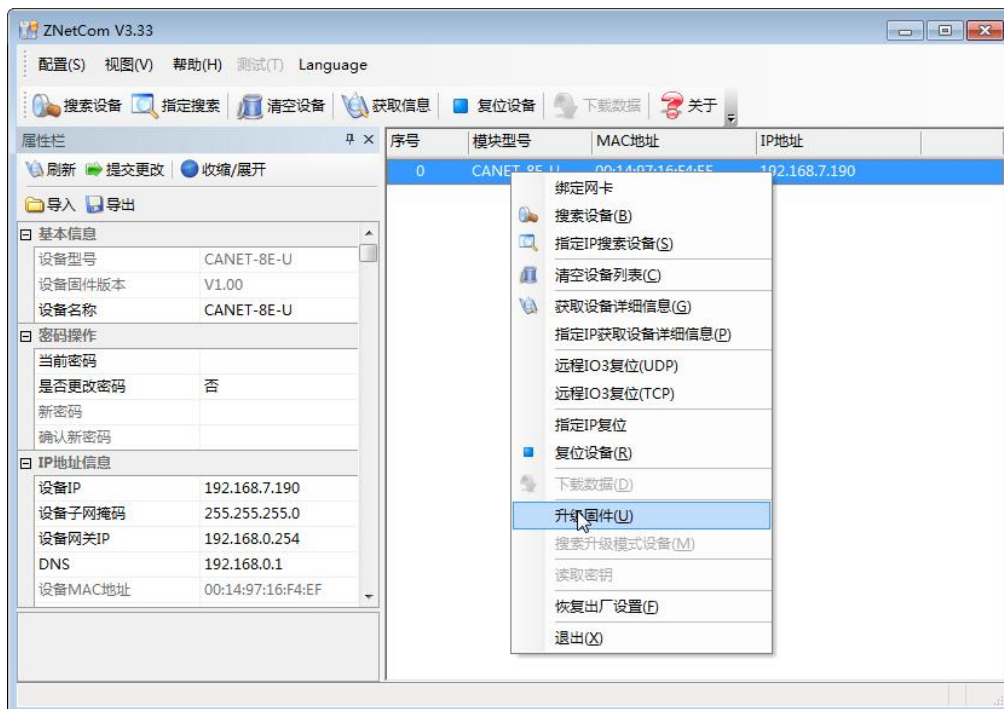 ZNetCom V3.33
配置(S) 视图(V) 帮助(H) 测试(T) Language
搜索设备 指定搜索 清空设备 获取信息 复位设备 下载数据 关于
属性栏
刷新 提交更改 收缩/展开
导入 导出
基本信息
设备型号 CANET-8E-U
设备固件版本 V1.00
设备名称 CANET-8E-U
密码操作
当前密码
是否更改密码 否
新密码
确认新密码
IP地址信息
设备IP 192.168.7.190
设备子网掩码 255.255.255.0
设备网关IP 192.168.0.254
DNS 192.168.0.1
设备MAC地址 00:14:97:16:F4:EF
序号 模块型号 MAC地址 IP地址
0 CANET-8E-U 00:14:97:16:F4:EF 192.168.7.190
绑定网卡
搜索设备(B)
指定IP搜索设备(S)
清空设备列表(C)
获取设备详细信息(G)
指定IP获取设备详细信息(P)
远程IO3复位(UDP)
远程IO3复位(TCP)
指定IP复位
复位设备(R)
下载数据(D)
升级固件(U)
搜索升级模式设备(M)
读取密钥
恢复出厂设置(F)
退出(X)